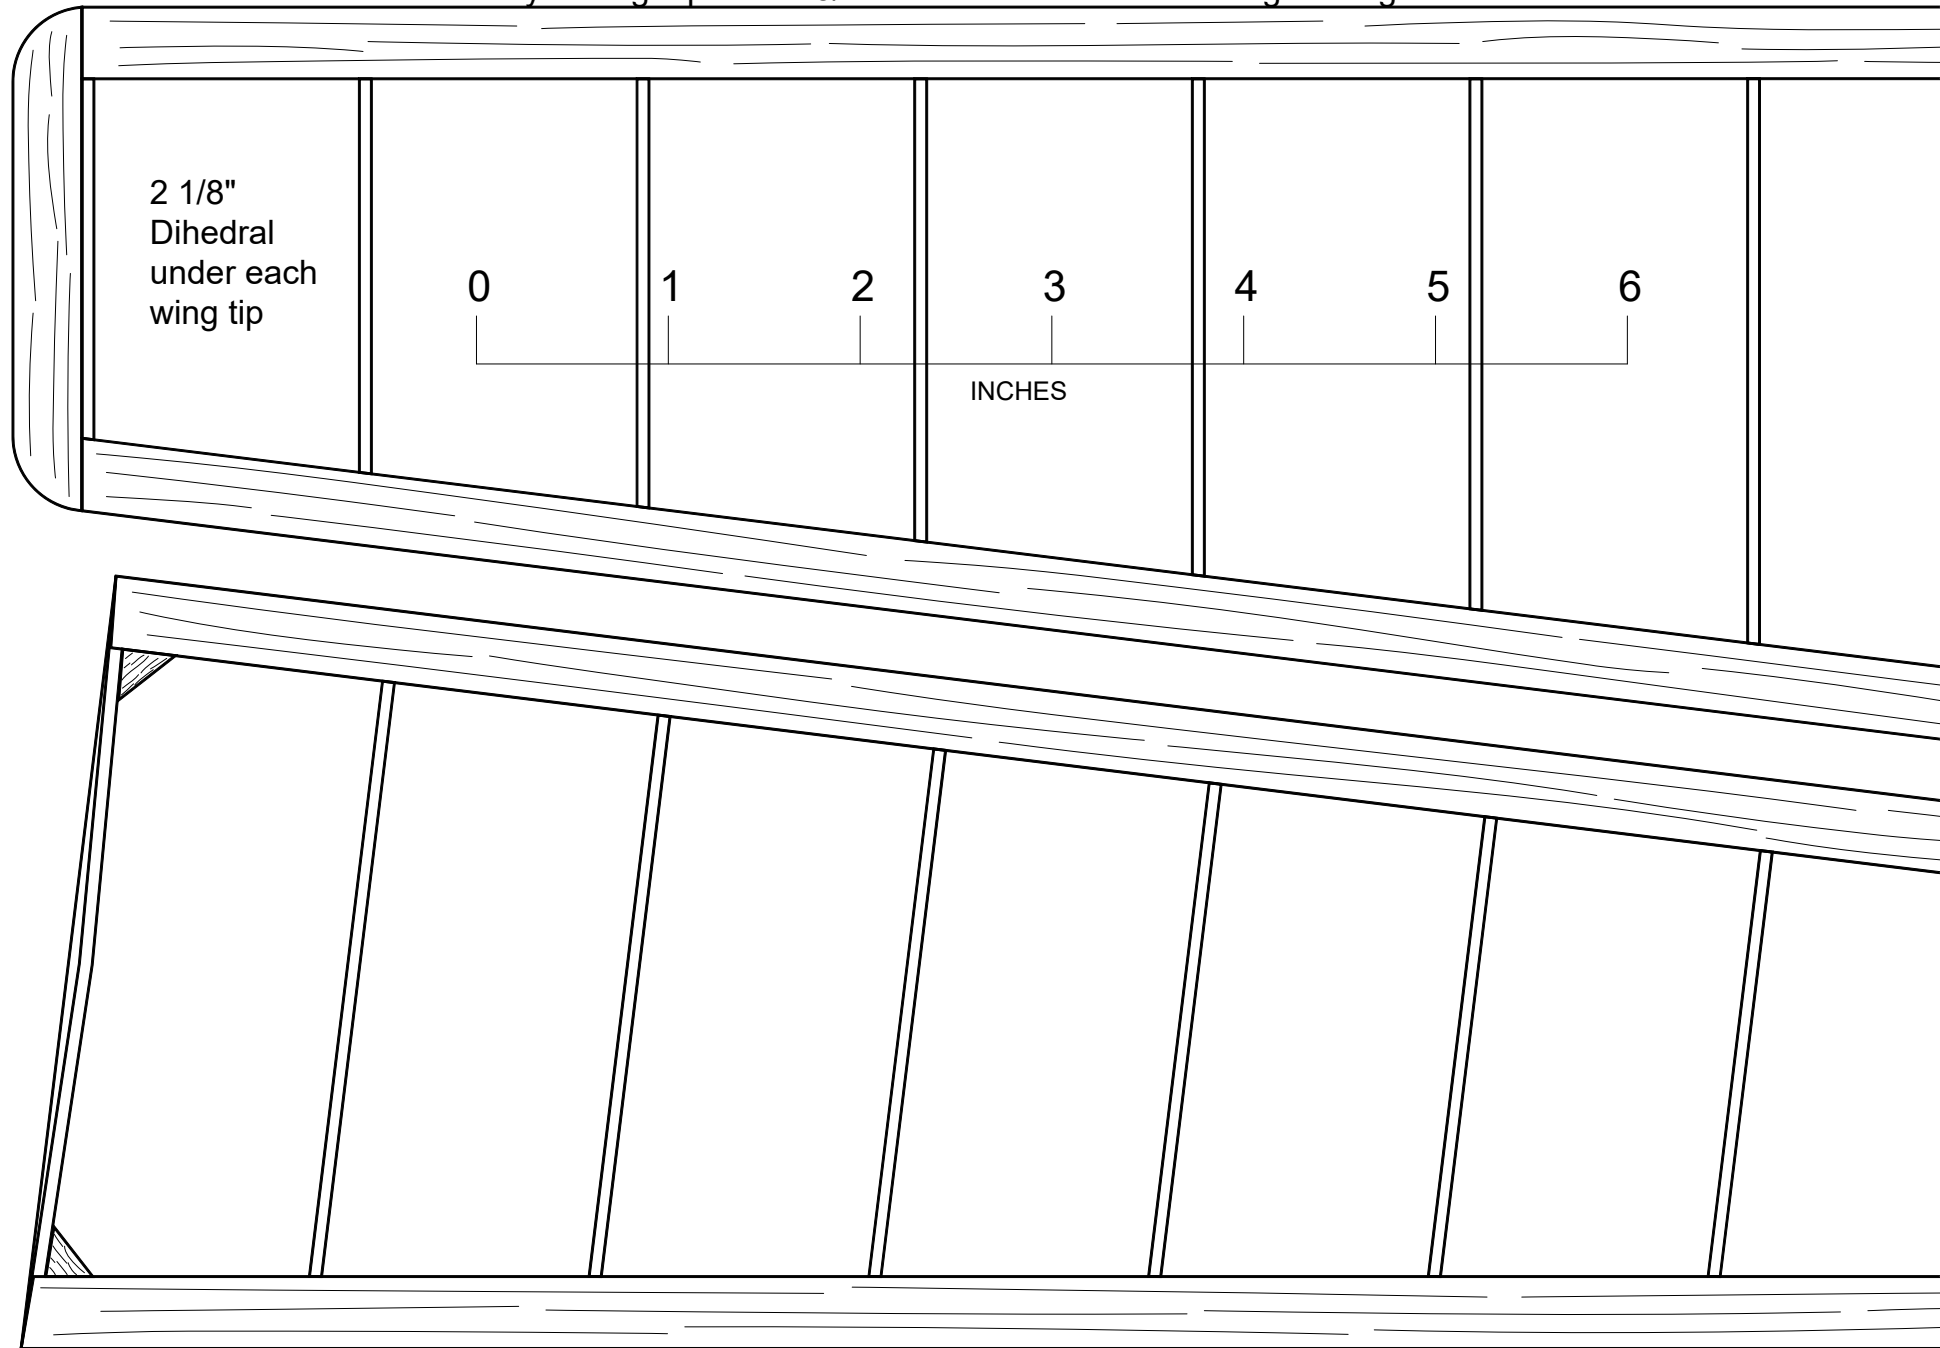 2 1/8"
Dihedral
under each
wing tip
0 1 2 3 4 5 6
INCHES